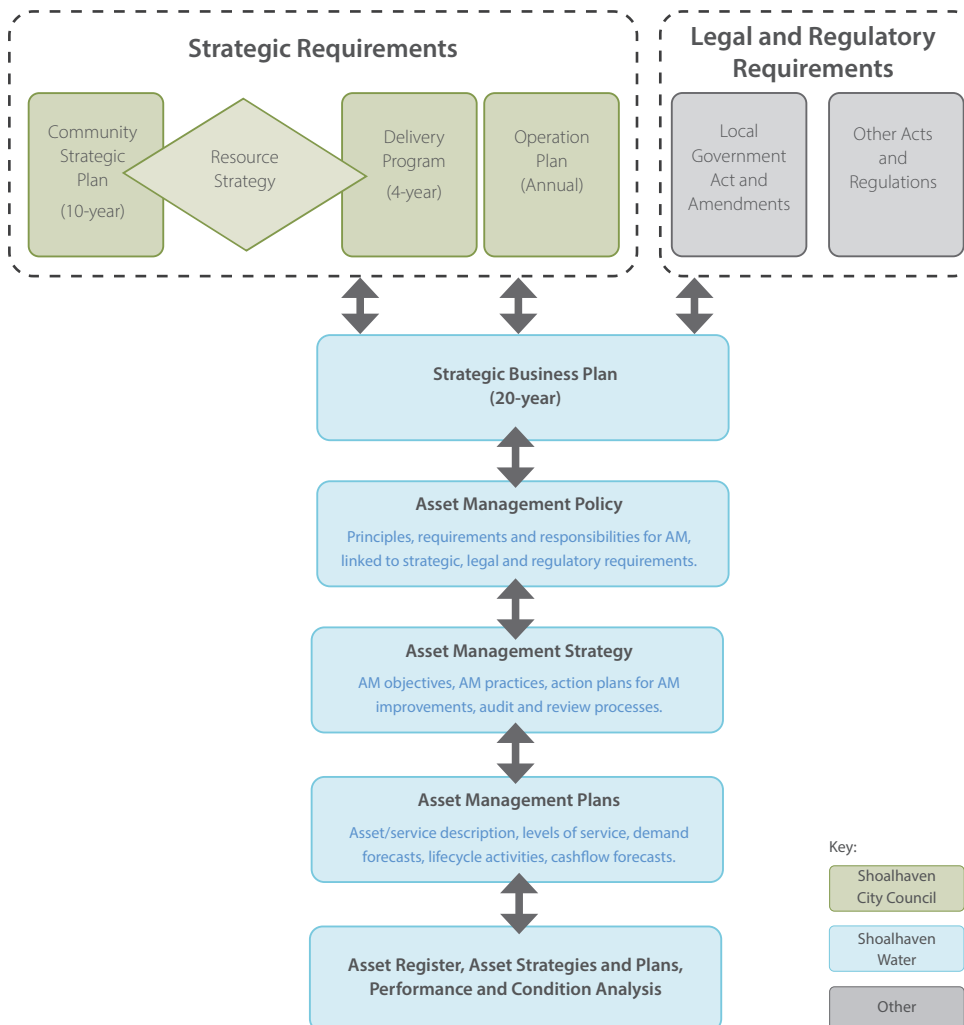 Strategic Requirements
Community
Strategic
Plan
(10-year)
Resource
Strategy
Delivery
Program
(4-year)
Operation
Plan
(Annual)
Legal and Regulatory
Requirements
Local
Government
Act and
Amendments
Other Acts
and
Regulations
Strategic Business Plan
(20-year)
Asset Management Policy
Principles, requirements and responsibilities for AM,
linked to strategic, legal and regulatory requirements.
Asset Management Strategy
AM objectives, AM practices, action plans for AM
improvements, audit and review processes.
Asset Management Plans
Asset/service description, levels of service, demand
forecasts, lifecycle activities, cashflow forecasts.
Asset Register, Asset Strategies and Plans,
Performance and Condition Analysis
Key:
Shoalhaven
City Council
Shoalhaven
Water
Other